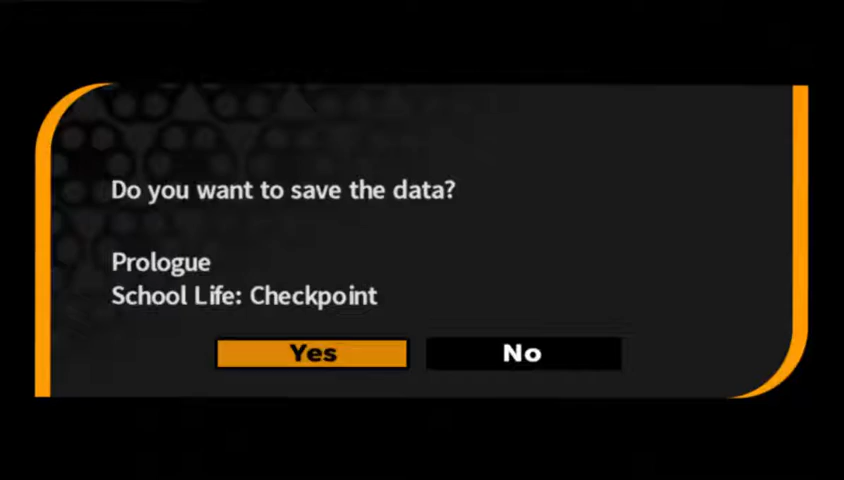 Do you want to save the data?
Prologue
School Life: Checkpoint
Yes
No